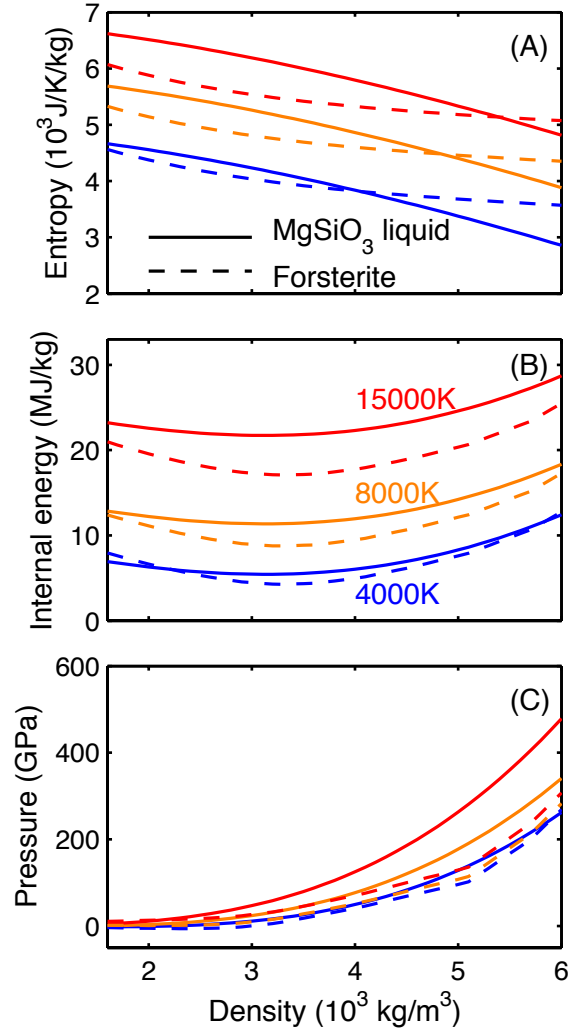 (A)
7
6
5
4
3
2
Entropy (10³J/K/kg)
MgSiO₃ liquid
Forsterite
(B)
30
20
10
0
Internal energy (MJ/kg)
15000K
8000K
4000K
(C)
600
400
200
0
Pressure (GPa)
2 3 4 5 6
Density (10³ kg/m³)